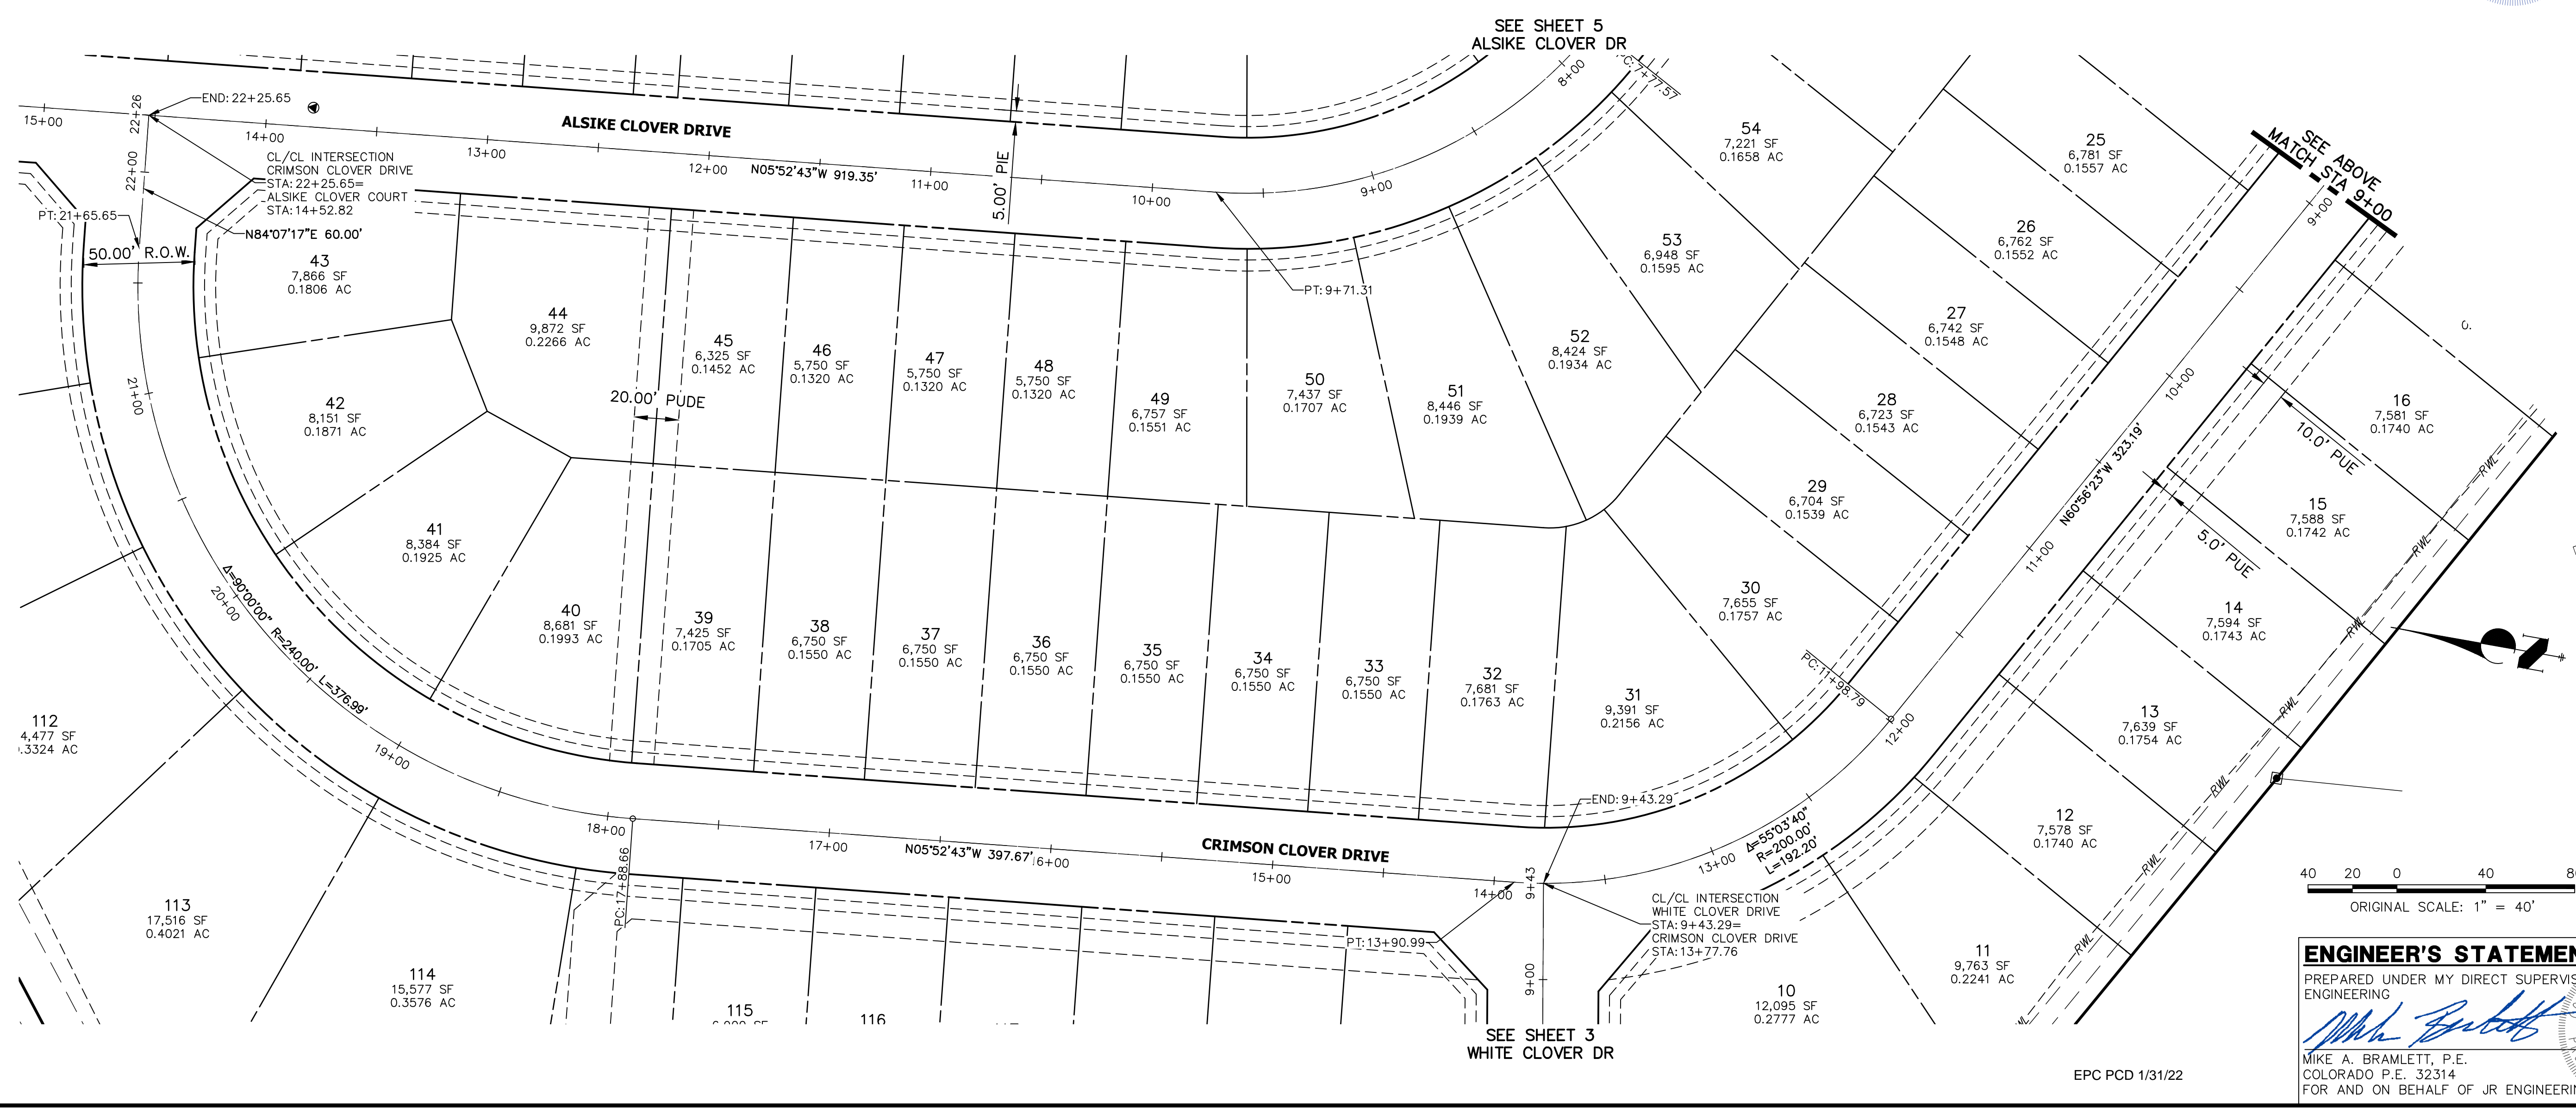 SEE SHEET 5
ALSIKE CLOVER DR
15+00
22+26
END: 22+25.65
14+00
ALSIKE CLOVER DRIVE
13+00
12+00
N05°52'43"W 919.35'
11+00
5.00' PIE
10+00
9+00
8+00
PC: 7+77.57
22+00
CL/CL INTERSECTION
CRIMSON CLOVER DRIVE
STA: 22+25.65=
ALSIKE CLOVER COURT
STA: 14+52.82
PT: 21+65.65
N84°07'17"E 60.00'
50.00' R.O.W.
PT: 9+71.31
54
7,221 SF
0.1658 AC
25
6,781 SF
0.1557 AC
SEE ABOVE
MATCH STA 9+00
9+00
53
6,948 SF
0.1595 AC
26
6,762 SF
0.1552 AC
43
7,866 SF
0.1806 AC
44
9,872 SF
0.2266 AC
45
6,325 SF
0.1452 AC
46
5,750 SF
0.1320 AC
47
5,750 SF
0.1320 AC
48
5,750 SF
0.1320 AC
49
6,757 SF
0.1551 AC
50
7,437 SF
0.1707 AC
51
8,446 SF
0.1939 AC
52
8,424 SF
0.1934 AC
27
6,742 SF
0.1548 AC
28
6,723 SF
0.1543 AC
10+00
16
7,581 SF
0.1740 AC
10.0' PUE
20.00' PUDE
21+00
42
8,151 SF
0.1871 AC
N60°56'23"W 323.19'
RWL
29
6,704 SF
0.1539 AC
15
7,588 SF
0.1742 AC
5.0' PUE
RWL
11+00
41
8,384 SF
0.1925 AC
30
7,655 SF
0.1757 AC
14
7,594 SF
0.1743 AC
RWL
Δ=90°00'00" R=240.00' L=376.99'
20+00
40
8,681 SF
0.1993 AC
39
7,425 SF
0.1705 AC
38
6,750 SF
0.1550 AC
37
6,750 SF
0.1550 AC
36
6,750 SF
0.1550 AC
35
6,750 SF
0.1550 AC
34
6,750 SF
0.1550 AC
33
6,750 SF
0.1550 AC
32
7,681 SF
0.1763 AC
31
9,391 SF
0.2156 AC
PC: 11+98.79
12+00
13
7,639 SF
0.1754 AC
RWL
112
4,477 SF
.3324 AC
19+00
RWL
END: 9+43.29
12
7,578 SF
0.1740 AC
18+00
17+00
N05°52'43"W 397.67'
16+00
CRIMSON CLOVER DRIVE
15+00
14+00
9+43
13+00
Δ=55°03'40"
R=200.00'
L=192.20'
RWL
40 20 0 40 80
ORIGINAL SCALE: 1" = 40'
PC: 17+88.66
CL/CL INTERSECTION
WHITE CLOVER DRIVE
STA: 9+43.29=
CRIMSON CLOVER DRIVE
STA: 13+77.76
PT: 13+90.99
113
17,516 SF
0.4021 AC
RWL
9+00
114
15,577 SF
0.3576 AC
11
9,763 SF
0.2241 AC
10
12,095 SF
0.2777 AC
115
116
SEE SHEET 3
WHITE CLOVER DR
ENGINEER'S STATEMEN
PREPARED UNDER MY DIRECT SUPERVIS
ENGINEERING
MIKE A. BRAMLETT, P.E.
COLORADO P.E. 32314
FOR AND ON BEHALF OF JR ENGINEERIN
EPC PCD 1/31/22